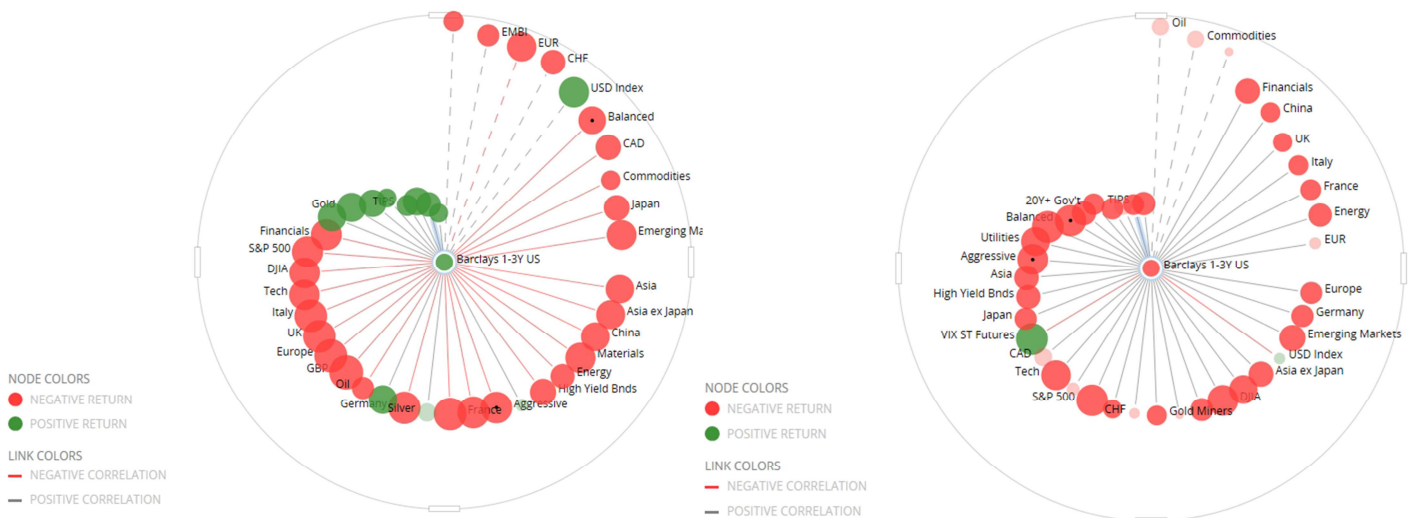 EMBI
EUR
CHF
USD Index
Balanced
CAD
Commodities
Japan
Emerging Ma
Gold
TIPS
Financials
S&P 500
DJIA
Tech
Italy
UK
Europe
GBP
Oil
Germany
Silver
France
Aggressive
High Yield Bnds
Energy
Materials
China
Asia ex Japan
Asia
Barclays 1-3Y US
NODE COLORS
NEGATIVE RETURN
POSITIVE RETURN
LINK COLORS
NEGATIVE CORRELATION
POSITIVE CORRELATION
Oil
Commodities
Financials
China
UK
Italy
France
Energy
EUR
Europe
Germany
Emerging Markets
USD Index
Asia ex Japan
DJIA
Gold Miners
CHF
S&P 500
Tech
CAD
VIX ST Futures
Japan
High Yield Bnds
Asia
Aggressive
Utilities
Balanced
20Y+ Gov't
TIPS
Barclays 1-3Y US
NODE COLORS
NEGATIVE RETURN
POSITIVE RETURN
LINK COLORS
NEGATIVE CORRELATION
POSITIVE CORRELATION